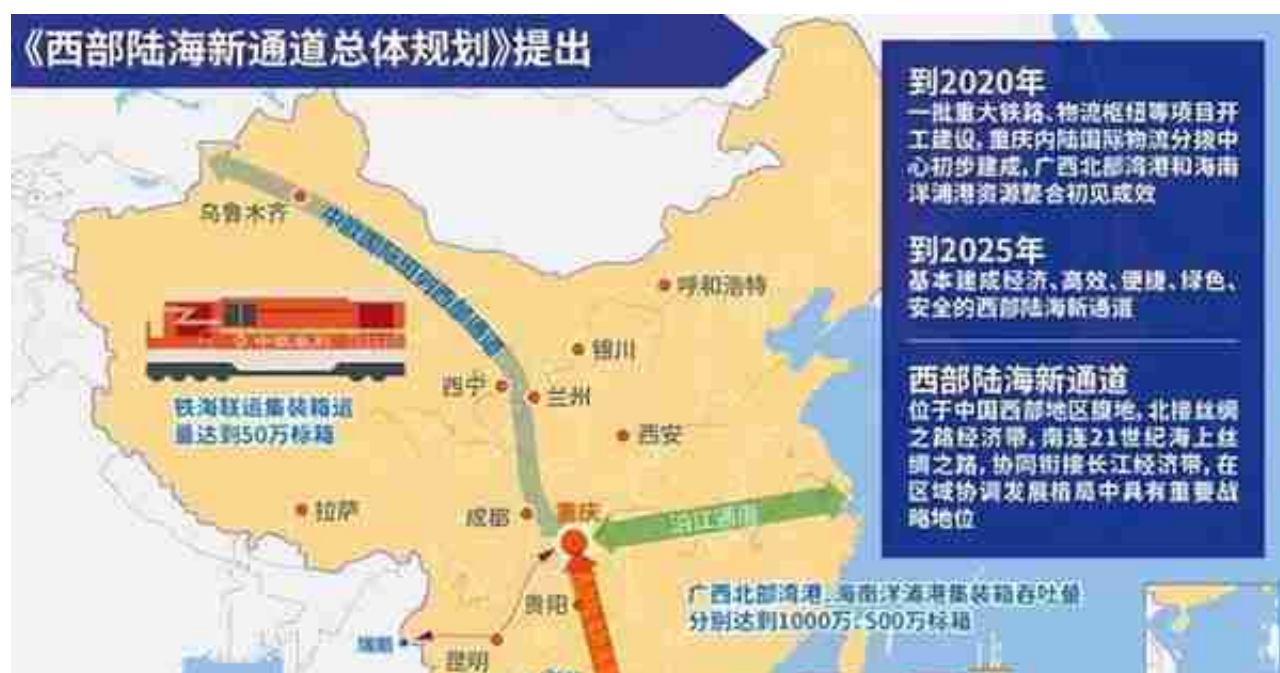 《西部陆海新通道总体规划》提出
到2020年
一批重大铁路、物流枢纽等项目开
工建设，重庆内陆国际物流分拨中
心初步建成，广西北部湾港和海南
洋浦港资源整合初见成效
到2025年
基本建成经济、高效、便捷、绿色、
安全的西部陆海新通道
西部陆海新通道
位于中国西部地区腹地，北接丝绸
之路经济带，南连21世纪海上丝
绸之路，协同衔接长江经济带，在
区域协调发展格局中具有重要战
略地位
乌鲁木齐
中欧国际班列西部通道
呼和浩特
银川
西宁
兰州
西安
铁海联运集装箱运
量达到50万标箱
拉萨
成都
重庆
沿江通道
贵阳
广西北部湾港、海南洋浦港集装箱吞吐量
分别达到1000万、500万标箱
瑞丽
昆明